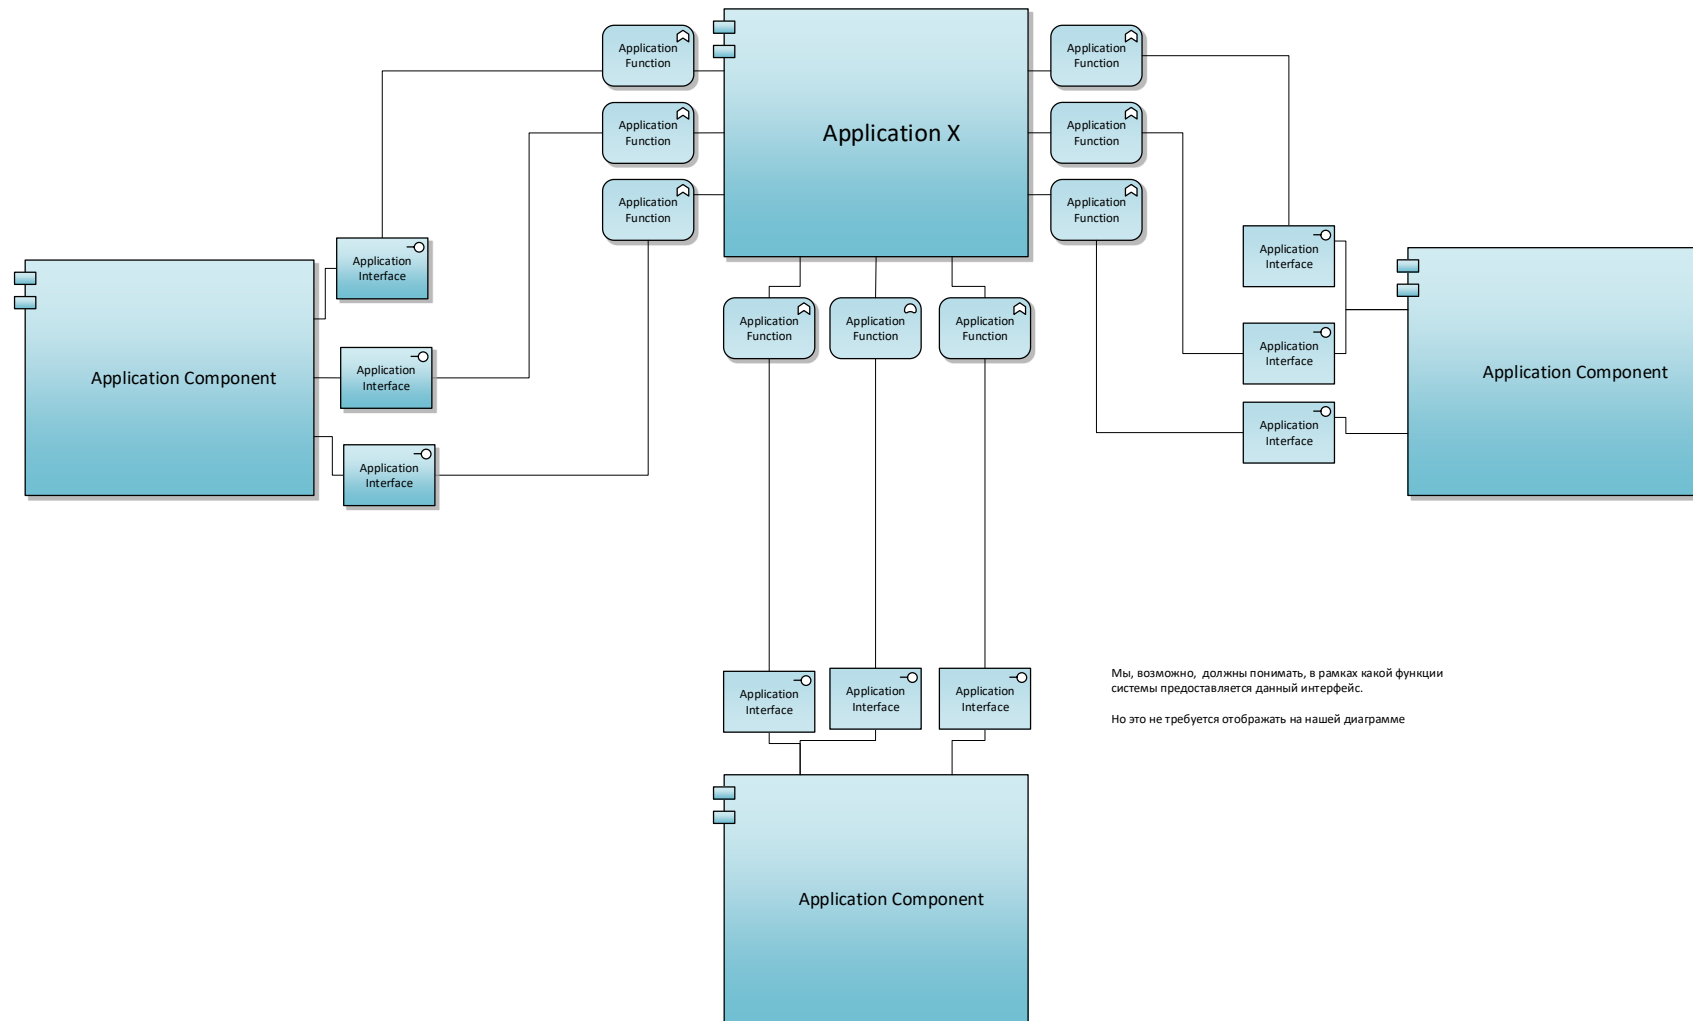 Application
Function
Application
Function
Application
Function
Application X
Application
Function
Application
Function
Application
Function
Application
Interface
Application
Interface
Application
Interface
Application Component
Application
Function
Application
Function
Application
Function
Application
Interface
Application
Interface
Application
Interface
Application Component
Application
Interface
Application
Interface
Application
Interface
Мы, возможно, должны понимать, в рамках какой функции
системы предоставляется данный интерфейс.
Но это не требуется отображать на нашей диаграмме
Application Component